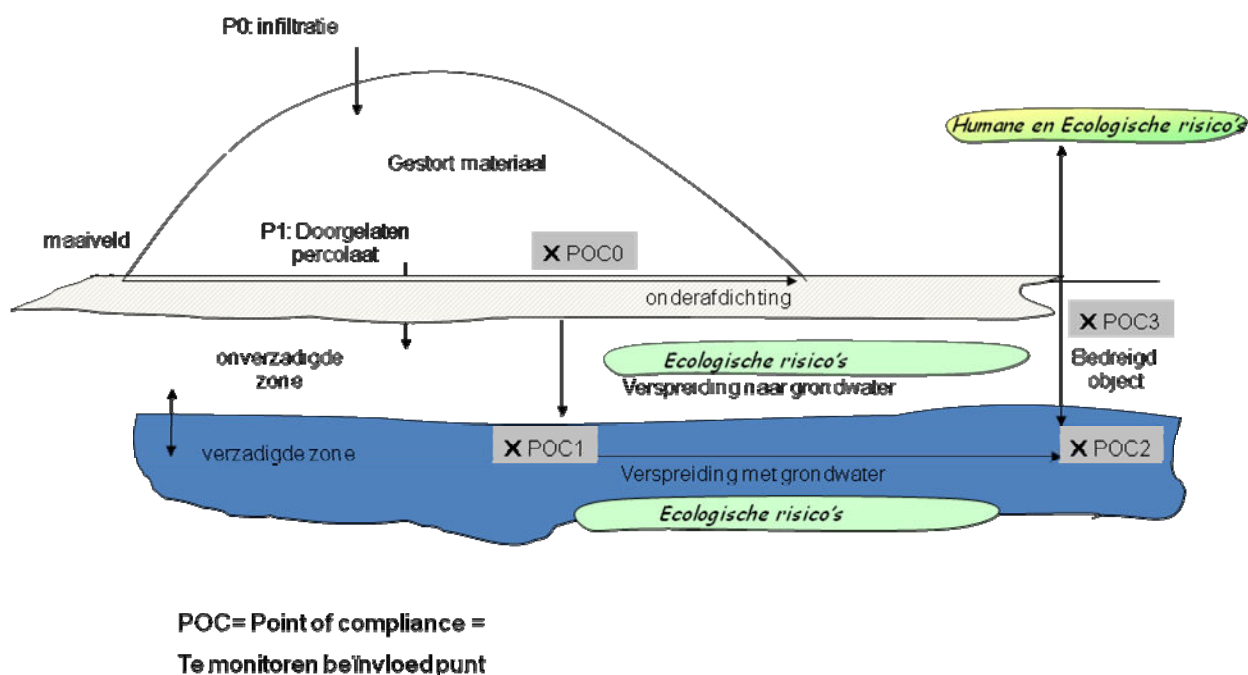 P0: infiltratie
Humane en Ecologische risico's
Gestort materiaal
maaiveld
P1: Doorgelaten
percolaat
X POC0
onderafdichting
X POC3
onverzadigde
zone
Ecologische risico's
Verspreiding naar grondwater
Bedreigd
object
verzadigde zone
X POC1
X POC2
Verspreiding met grondwater
Ecologische risico's
POC= Point of compliance =
Te monitoren beïnvloed punt